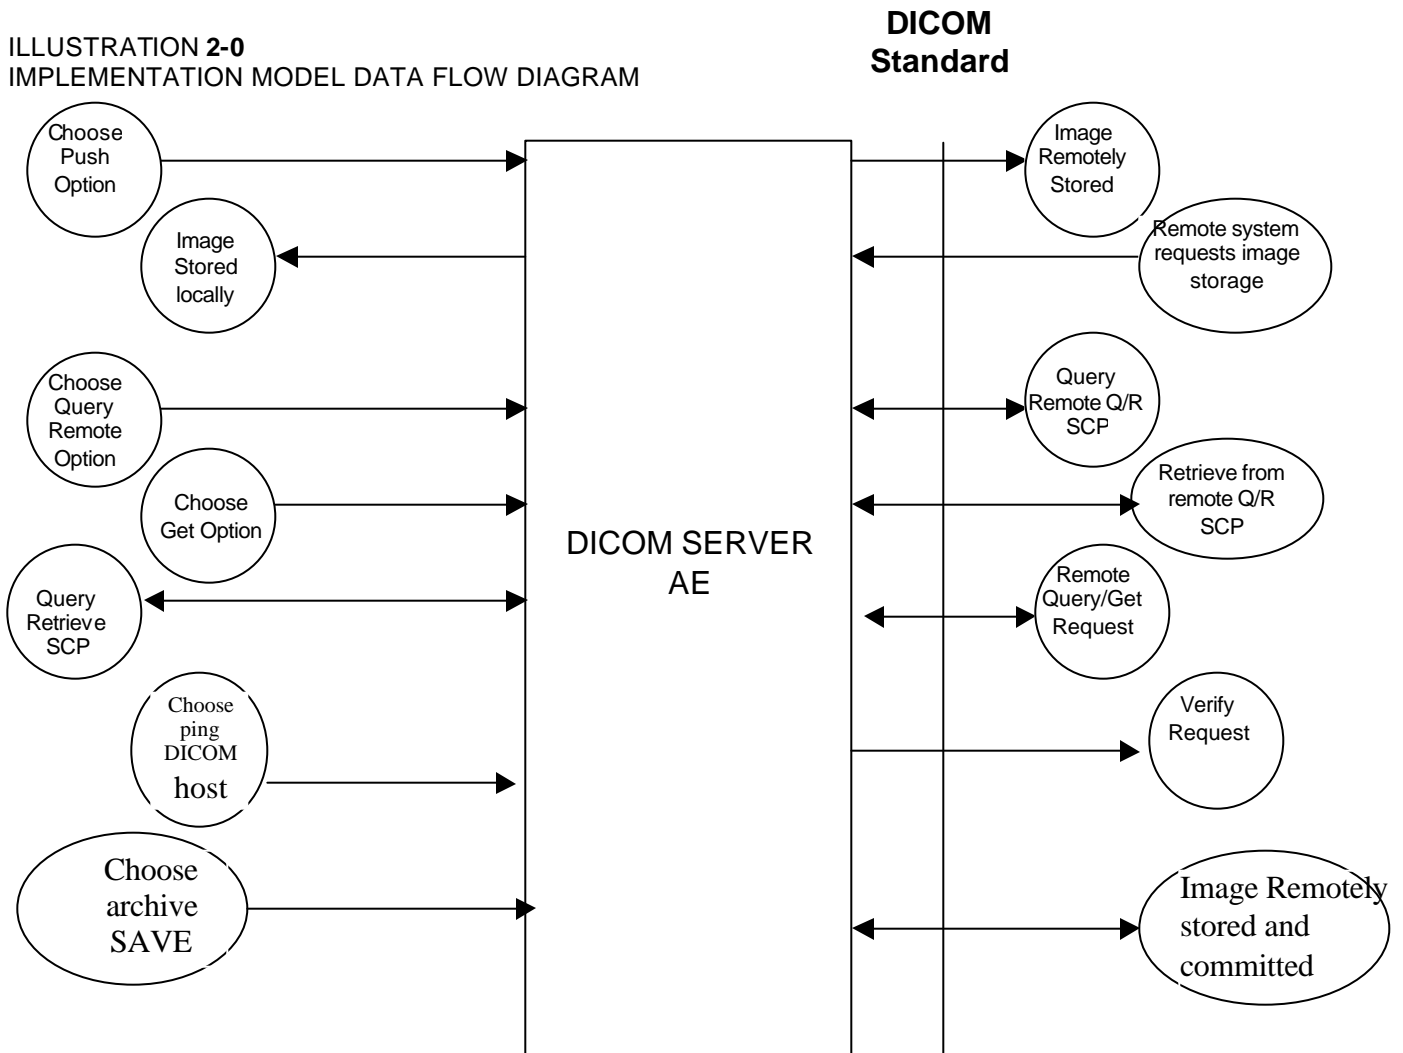 ILLUSTRATION 2-0
IMPLEMENTATION MODEL DATA FLOW DIAGRAM
DICOM
Standard
Choose
Push
Option
Image
Remotely
Stored
Image
Stored
locally
Remote system
requests image
storage
Choose
Query
Remote
Option
Query
Remote Q/R
SCP
Choose
Get Option
Retrieve from
remote Q/R
SCP
DICOM SERVER
AE
Query
Retrieve
SCP
Remote
Query/Get
Request
Choose
ping
DICOM
host
Verify
Request
Choose
archive
SAVE
Image Remotely
stored and
committed